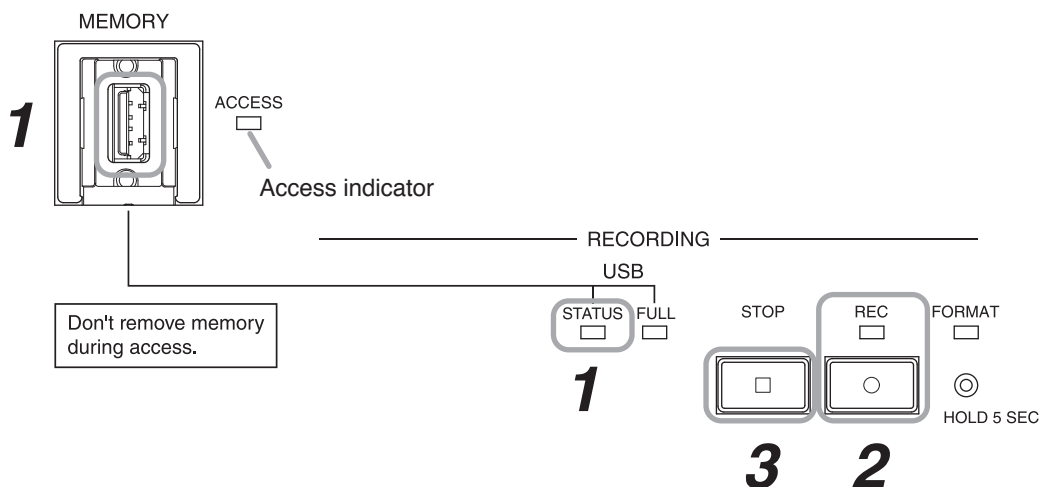 MEMORY
1
ACCESS
Access indicator
RECORDING
USB
Don't remove memory
during access.
STATUS
FULL
STOP
REC
FORMAT
1
HOLD 5 SEC
3
2